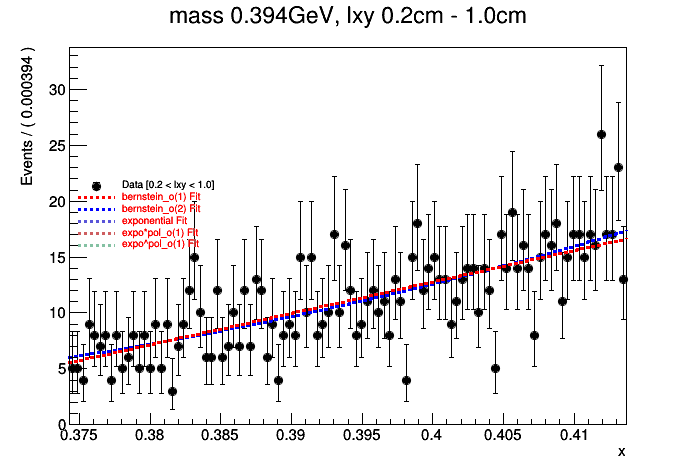 mass 0.394GeV, lxy 0.2cm - 1.0cm
Events / ( 0.000394 )
30
25
20
15
10
5
0
Data [0.2 < lxy < 1.0]
bernstein_o(1) Fit
bernstein_o(2) Fit
exponential Fit
expo*pol_o(1) Fit
expo^pol_o(1) Fit
0.375 0.38 0.385 0.39 0.395 0.4 0.405 0.41
x